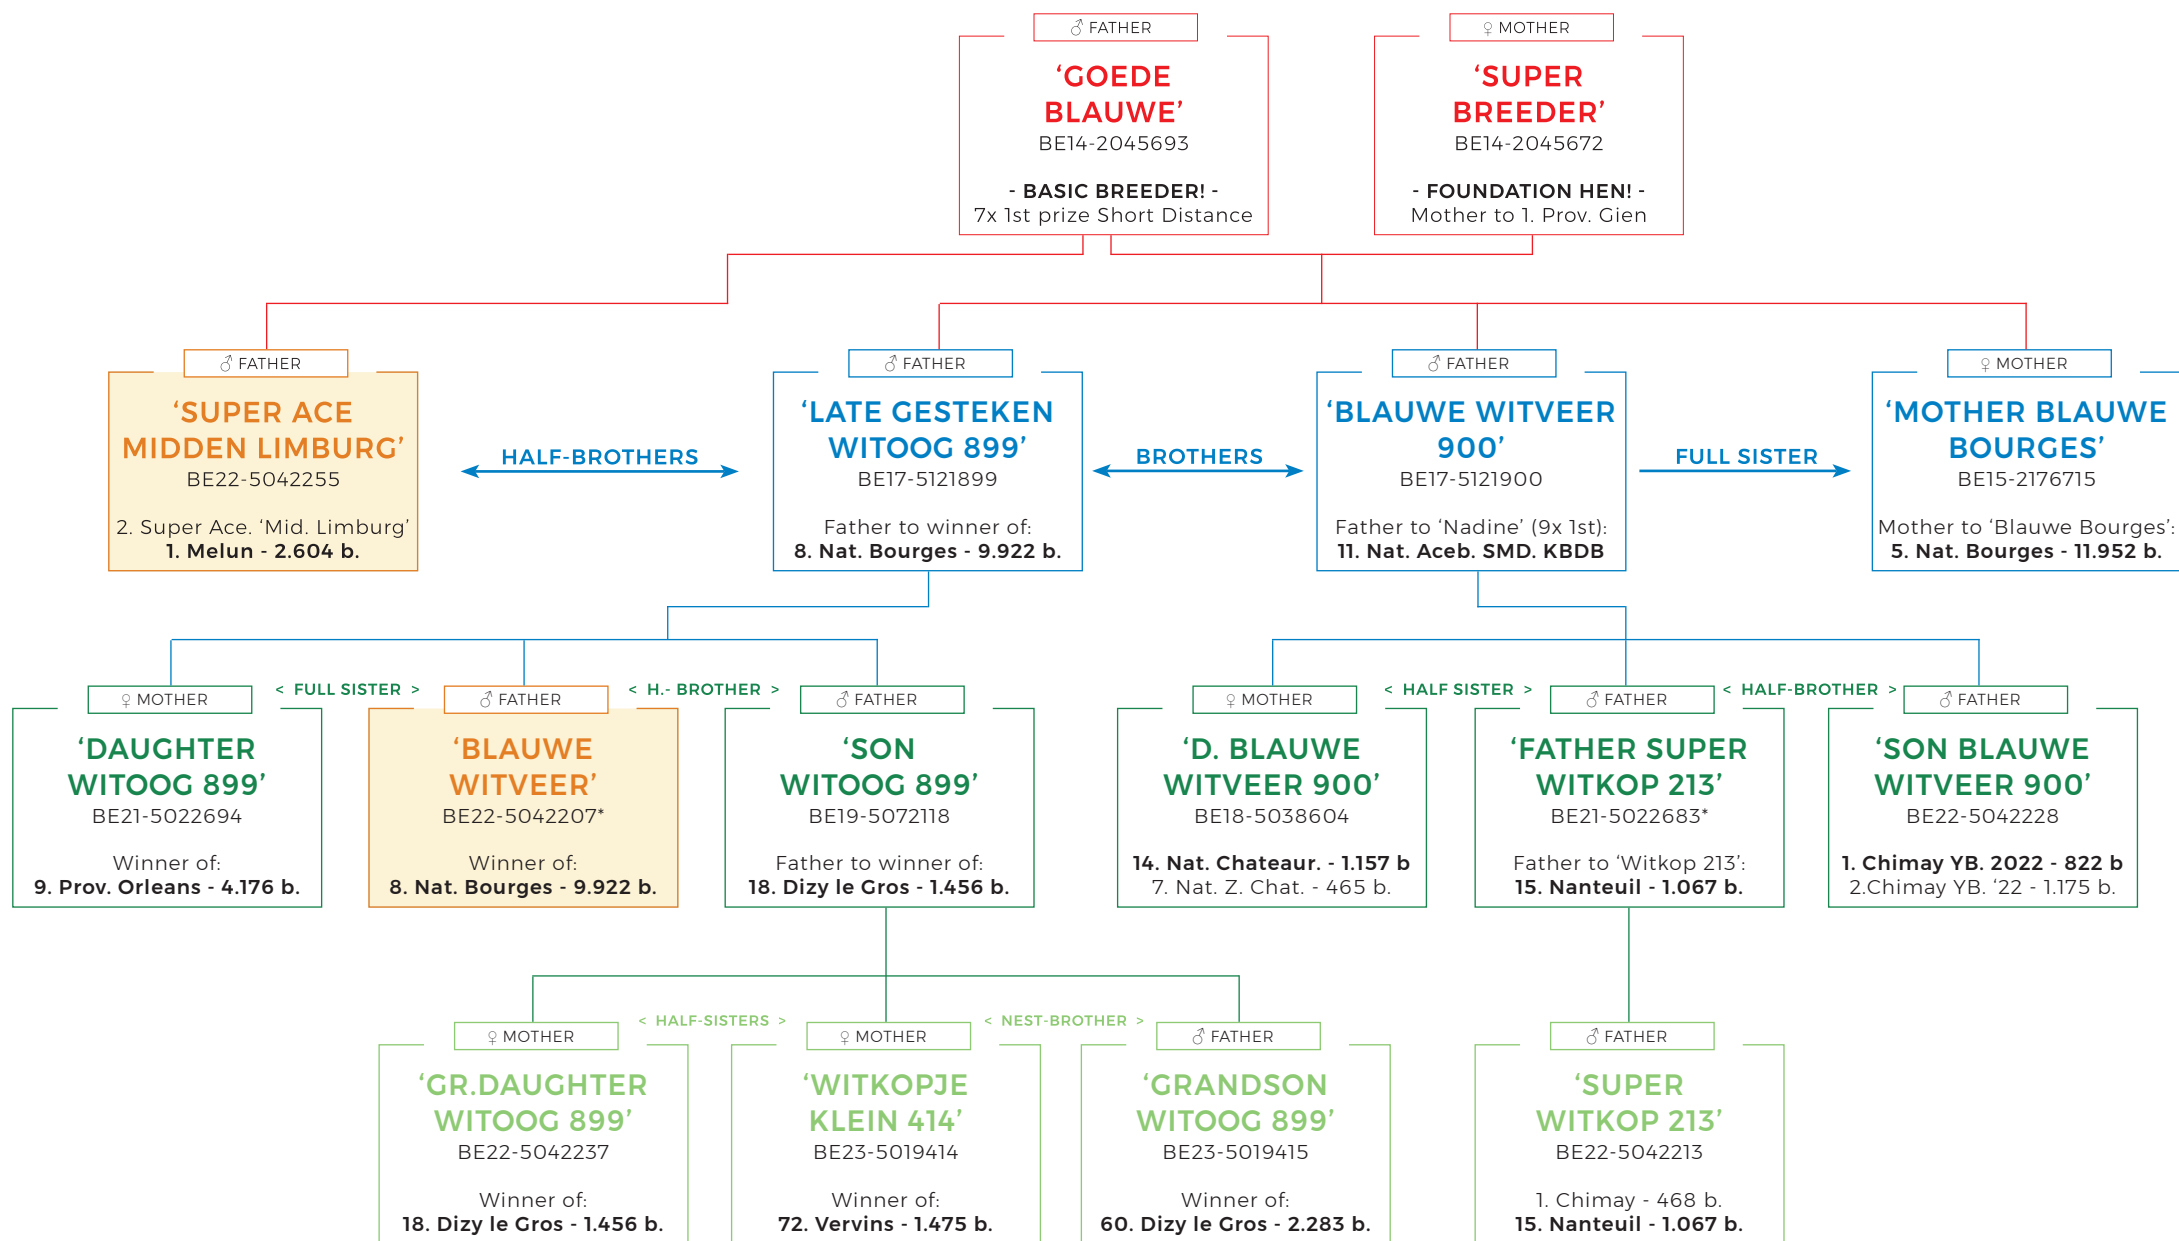 ♂ FATHER
‘GOEDE
BLAUWE’
BE14-2045693
- BASIC BREEDER! -
7x 1st prize Short Distance
♀ MOTHER
‘SUPER
BREEDER’
BE14-2045672
- FOUNDATION HEN! -
Mother to 1. Prov. Gien
♂ FATHER
‘SUPER ACE
MIDDEN LIMBURG’
BE22-5042255
2. Super Ace. ‘Mid. Limburg’
1. Melun - 2.604 b.
HALF-BROTHERS
♂ FATHER
‘LATE GESTEKEN
WITOOG 899’
BE17-5121899
Father to winner of:
8. Nat. Bourges - 9.922 b.
BROTHERS
♂ FATHER
‘BLAUWE WITVEER
900’
BE17-5121900
Father to ‘Nadine’ (9x 1st):
11. Nat. Aceb. SMD. KBDB
FULL SISTER
♀ MOTHER
‘MOTHER BLAUWE
BOURGES’
BE15-2176715
Mother to ‘Blauwe Bourges’:
5. Nat. Bourges - 11.952 b.
♀ MOTHER
‘DAUGHTER
WITOOG 899’
BE21-5022694
Winner of:
9. Prov. Orleans - 4.176 b.
< FULL SISTER >
♂ FATHER
‘BLAUWE
WITVEER’
BE22-5042207*
Winner of:
8. Nat. Bourges - 9.922 b.
< H.- BROTHER >
♂ FATHER
‘SON
WITOOG 899’
BE19-5072118
Father to winner of:
18. Dizy le Gros - 1.456 b.
♀ MOTHER
‘D. BLAUWE
WITVEER 900’
BE18-5038604
14. Nat. Chateaur. - 1.157 b
7. Nat. Z. Chat. - 465 b.
< HALF SISTER >
♂ FATHER
‘FATHER SUPER
WITKOP 213’
BE21-5022683*
Father to ‘Witkop 213’:
15. Nanteuil - 1.067 b.
< HALF-BROTHER >
♂ FATHER
‘SON BLAUWE
WITVEER 900’
BE22-5042228
1. Chimay YB. 2022 - 822 b
2.Chimay YB. ‘22 - 1.175 b.
♀ MOTHER
‘GR.DAUGHTER
WITOOG 899’
BE22-5042237
Winner of:
18. Dizy le Gros - 1.456 b.
< HALF-SISTERS >
♀ MOTHER
‘WITKOPJE
KLEIN 414’
BE23-5019414
Winner of:
72. Vervins - 1.475 b.
< NEST-BROTHER >
♂ FATHER
‘GRANDSON
WITOOG 899’
BE23-5019415
Winner of:
60. Dizy le Gros - 2.283 b.
♂ FATHER
‘SUPER
WITKOP 213’
BE22-5042213
1. Chimay - 468 b.
15. Nanteuil - 1.067 b.